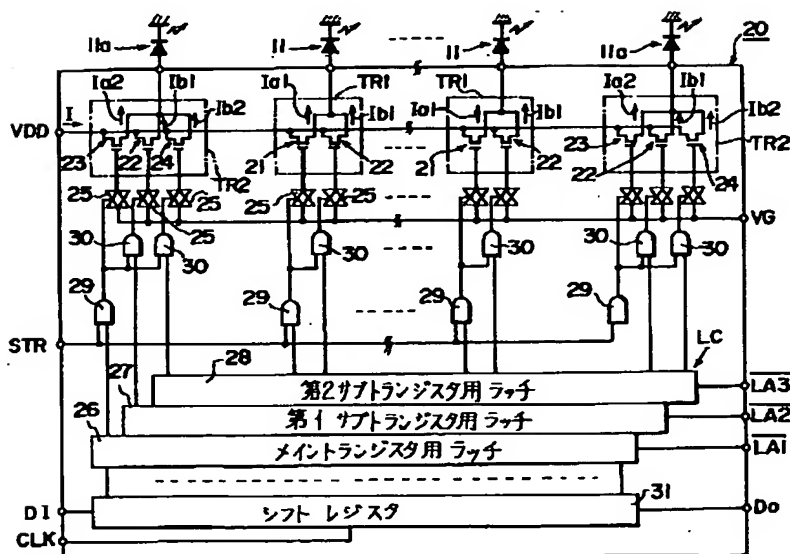 11a 11 11 11a 20
Ia2 Ib1 Ia1 TR1 TR1 Ia2 Ib1
I Ib2 Ib1 Ia1 Ib1 Ib2
VDD
23 22 24 TR2 21 22 21 22 23 22 24 TR2
25 25 25 25 25 25
VG
30 30 30 30 30 30
29 29 29 29
STR
28 LC
第2サブトランジスタ用 ラッチ LA3
27
第1 サブトランジスタ用 ラッチ LA2
26
メイントランジスタ用 ラッチ LA1
31
DI シフト レジスタ Do
CLK